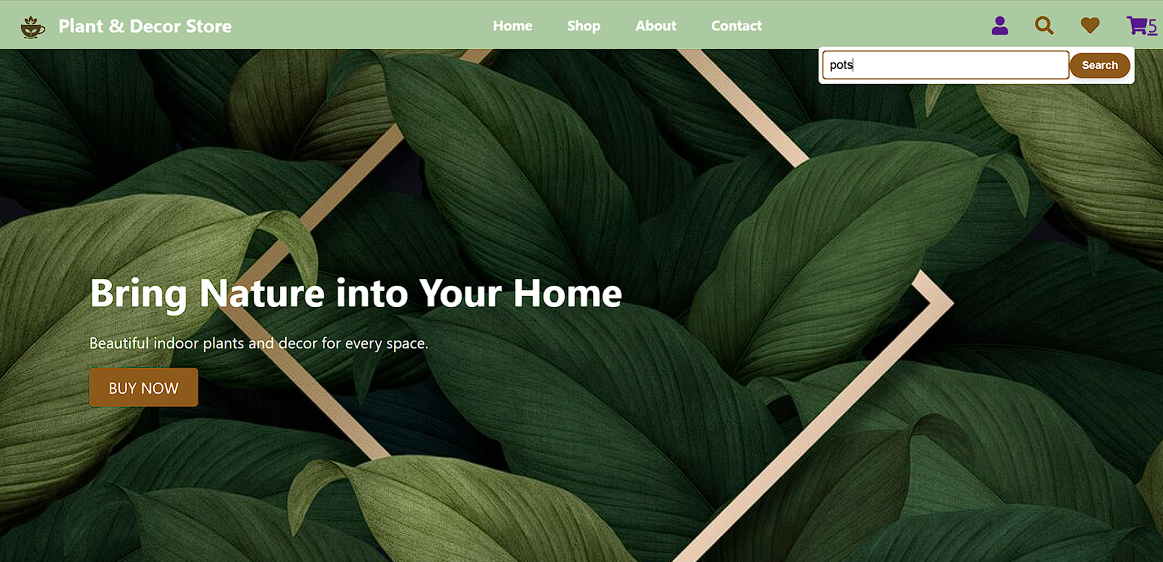 Plant & Decor Store
Home Shop About Contact
5
pots
Search
Bring Nature into Your Home
Beautiful indoor plants and decor for every space.
BUY NOW